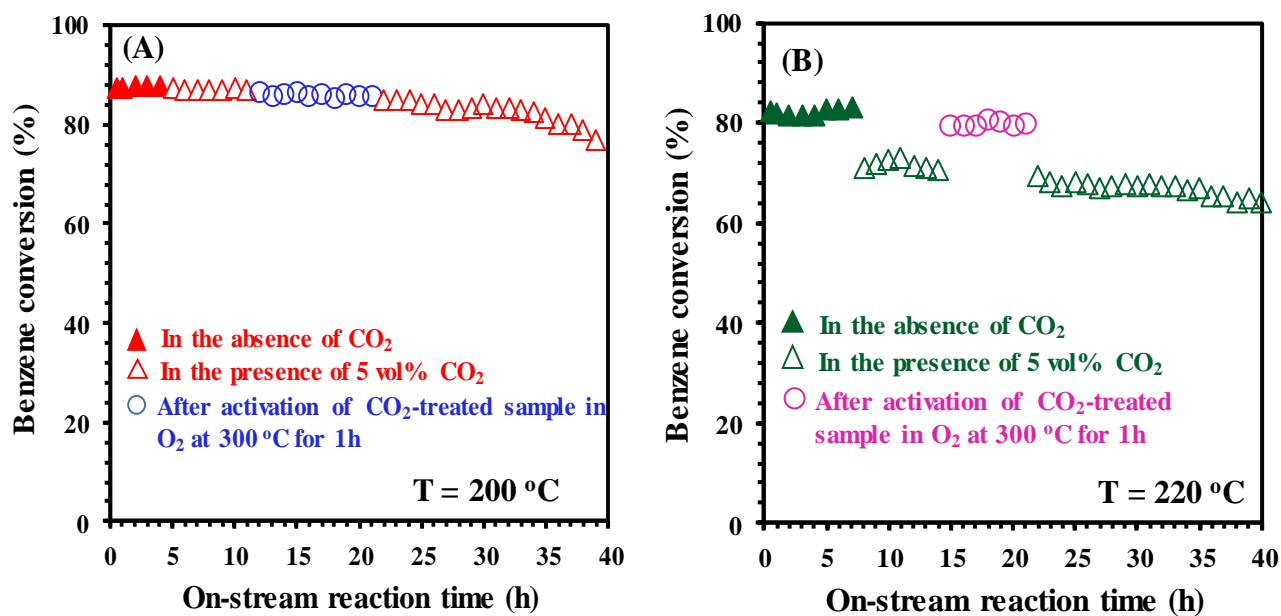 (A)
Benzene conversion (%)
100
80
60
40
20
0
In the absence of CO₂
In the presence of 5 vol% CO₂
After activation of CO₂-treated sample in
O₂ at 300 °C for 1h
T = 200 °C
0 5 10 15 20 25 30 35 40
On-stream reaction time (h)
(B)
Benzene conversion (%)
100
80
60
40
20
0
In the absence of CO₂
In the presence of 5 vol% CO₂
After activation of CO₂-treated
sample in O₂ at 300 °C for 1h
T = 220 °C
0 5 10 15 20 25 30 35 40
On-stream reaction time (h)